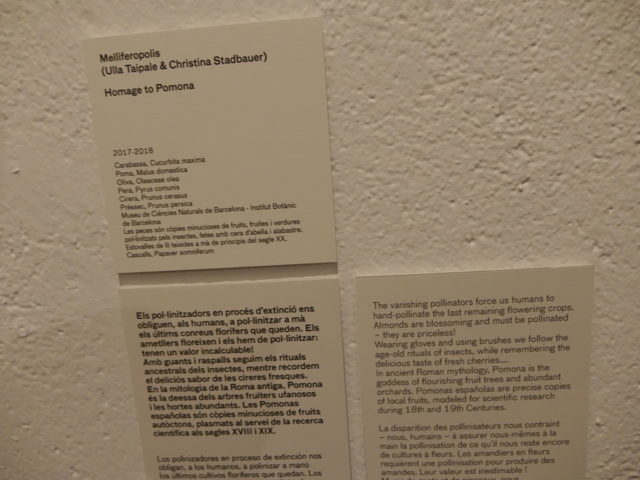 Melliferopolis
(Ulla Taipale & Christina Stadbauer)
Homage to Pomona
2017-2018
Carabassa, Cucurbita maxima
Poma, Malus domestica
Oliva, Oleaceae olea
Pera, Pyrus comunis
Cirera, Prunus cerasus
Préssec, Prunus persica
Museu de Ciències Naturals de Barcelona - Institut Botànic
de Barcelona
Les peces són còpies minucioses de fruits, fruites i verdures
pol·linitzats pels insectes, fetes amb cera d'abella i alabastre.
Estovalles de lli teixides a mà de principis del segle XX.
Cascalls, Papaver somniferum
Els pol·linitzadors en procés d'extinció ens
obliguen, als humans, a pol·linitzar a mà
els últims conreus florífers que queden. Els
ametllers floreixen i els hem de pol·linitzar:
tenen un valor incalculable!
Amb guants i raspalls seguim els rituals
ancestrals dels insectes, mentre recordem
el deliciós sabor de les cireres fresques.
En la mitologia de la Roma antiga, Pomona
és la deessa dels arbres fruiters ufanosos
i les hortes abundants. Les Pomonas
españolas són còpies minucioses de fruits
autòctons, plasmats al servei de la recerca
científica als segles XVIII i XIX.
Los polinizadores en proceso de extinción nos
obligan, a los humanos, a polinizar a mano
los últimos cultivos floríferos que quedan. Los
The vanishing pollinators force us humans to
hand-pollinate the last remaining flowering crops.
Almonds are blossoming and must be pollinated
– they are priceless!
Wearing gloves and using brushes we follow the
age-old rituals of insects, while remembering the
delicious taste of fresh cherries....
In ancient Roman mythology, Pomona is the
goddess of flourishing fruit trees and abundant
orchards. Pomonas españolas are precise copies
of local fruits, modeled for scientific research
during 18th and 19th Centuries.
La disparition des pollinisateurs nous contraint
– nous, humains – à assurer nous-mêmes à la
main la pollinisation de ce qu'il nous reste encore
de cultures à fleurs. Les amandiers en fleurs
requièrent une pollinisation pour produire des
amandes. Leur valeur est inestimable !